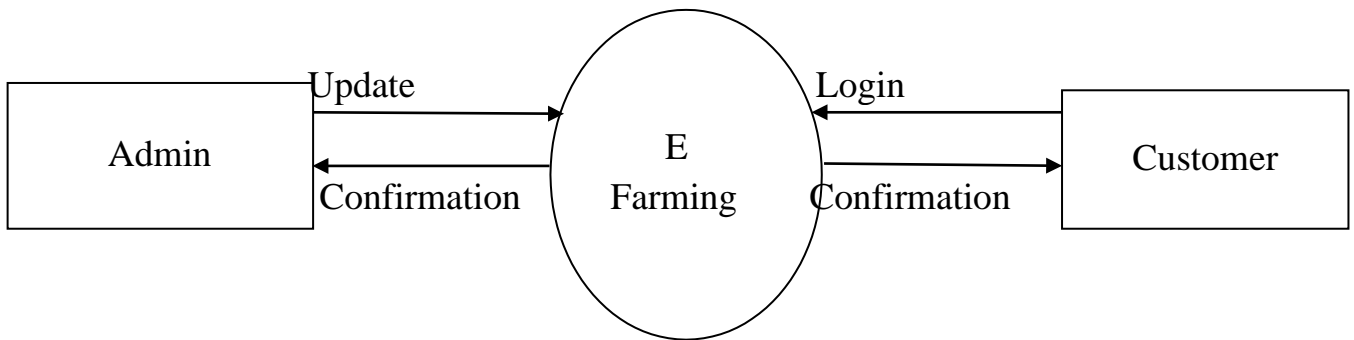 Update
Login
Admin
E
Farming
Customer
Confirmation
Confirmation